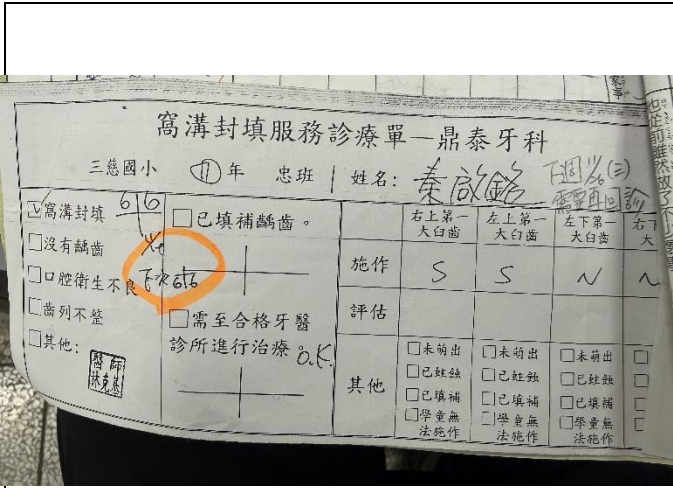 窩溝封填服務診療單一鼎泰牙科
三慈國小 年 忠班 姓名: 秦啟銘
下週 (二)
需要再回診
窩溝封填 6 6
已填補齲齒。
沒有齲齒
口腔衛生不良
下次 6 6
齒列不整
需至合格牙醫
診所進行治療。O.K.
其他:
醫師
右上第一大臼齒 左上第一大臼齒 左下第一大臼齒
施作 S S N N
評估
其他
未萌出 未萌出 未萌出
已蛀蝕 已蛀蝕 已蛀蝕
已填補 已填補 已填補
學童無法施作 學童無法施作 學童無法施作